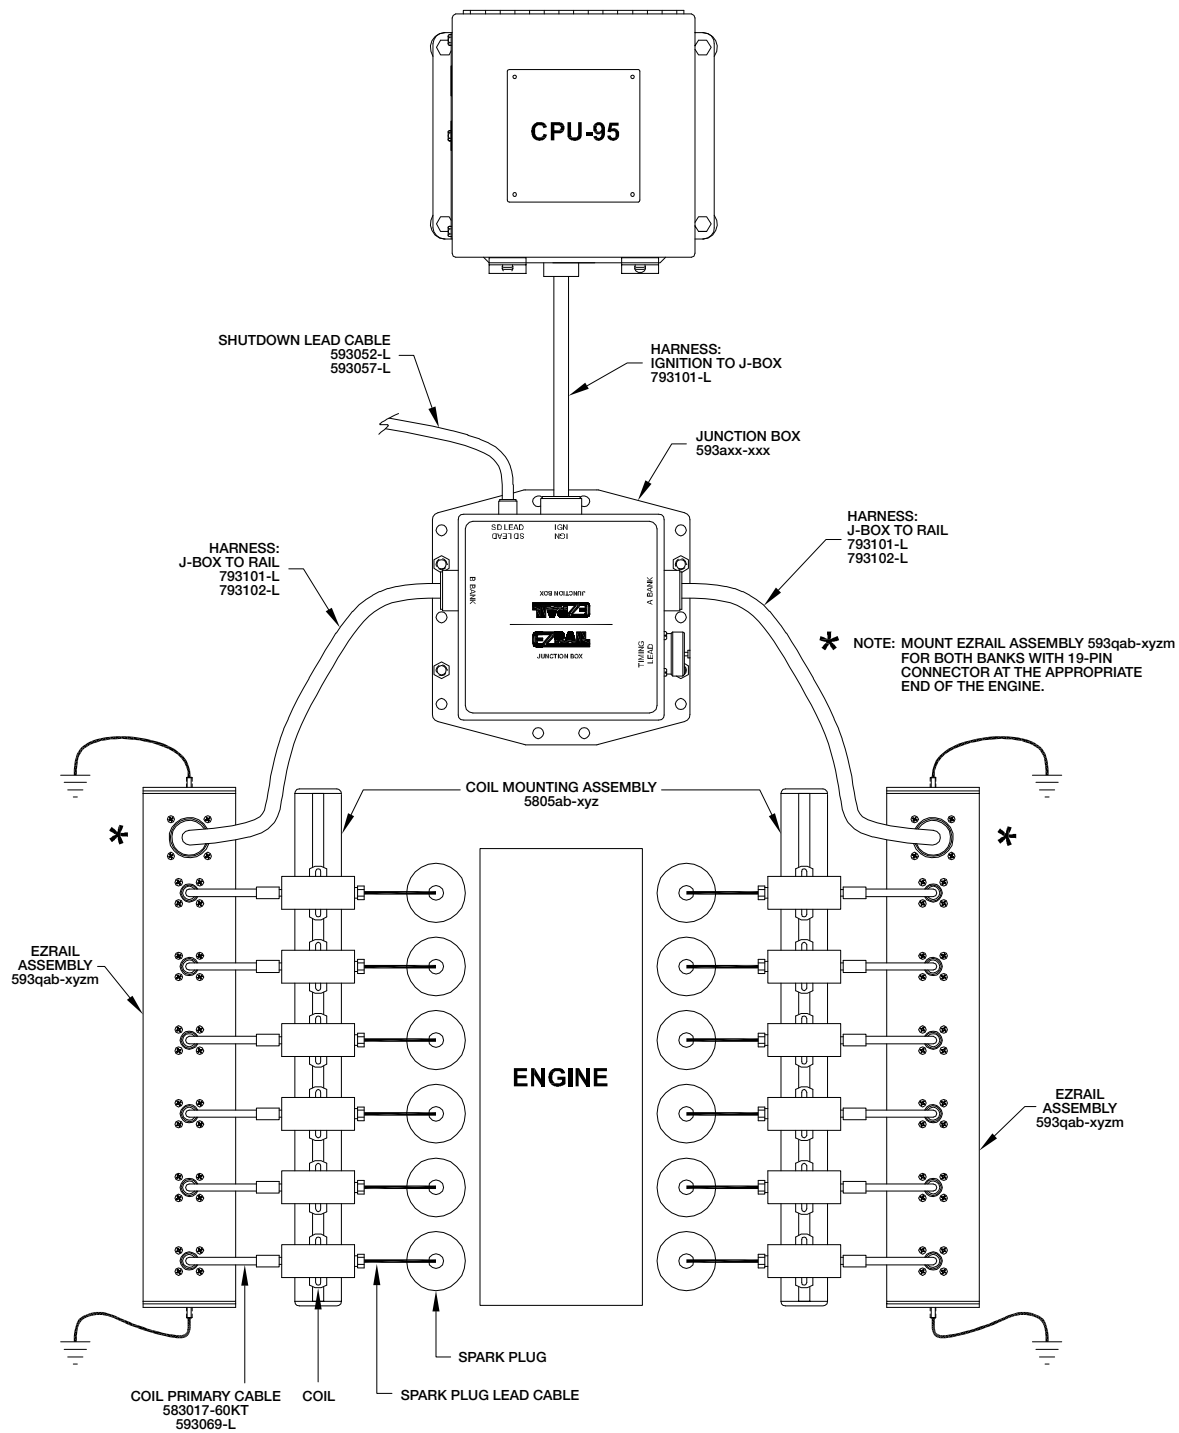 CPU-95
SHUTDOWN LEAD CABLE
593052-L
593057-L
HARNESS:
IGNITION TO J-BOX
793101-L
JUNCTION BOX
593axx-xxx
HARNESS:
J-BOX TO RAIL
793101-L
793102-L
HARNESS:
J-BOX TO RAIL
793101-L
793102-L
SD LEAD
SD LEAD
IGN
IGN
B BANK
A BANK
JUNCTION BOX
EZRAIL
EZRAIL
JUNCTION BOX
TIMING
LEAD
* NOTE: MOUNT EZRAIL ASSEMBLY 593qab-xyzm
FOR BOTH BANKS WITH 19-PIN
CONNECTOR AT THE APPROPRIATE
END OF THE ENGINE.
COIL MOUNTING ASSEMBLY
5805ab-xyz
*
*
EZRAIL
ASSEMBLY
593qab-xyzm
ENGINE
EZRAIL
ASSEMBLY
593qab-xyzm
SPARK PLUG
COIL PRIMARY CABLE
583017-60KT
593069-L
COIL
SPARK PLUG LEAD CABLE